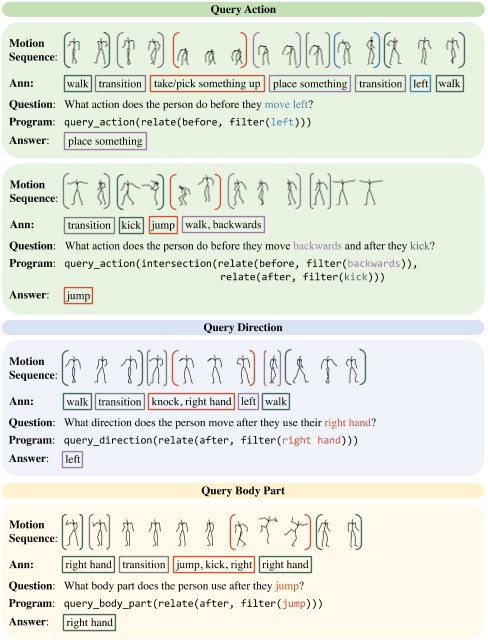 Query Action
Motion
Sequence:
Ann: walk transition take/pick something up place something transition left walk
Question: What action does the person do before they move left?
Program: query_action(relate(before, filter(left)))
Answer: place something
Motion
Sequence:
Ann: transition kick jump walk, backwards
Question: What action does the person do before they move backwards and after they kick?
Program: query_action(intersection(relate(before, filter(backwards)),
relate(after, filter(kick)))
Answer: jump
Query Direction
Motion
Sequence:
Ann: walk transition knock, right hand left walk
Question: What direction does the person move after they use their right hand?
Program: query_direction(relate(after, filter(right hand)))
Answer: left
Query Body Part
Motion
Sequence:
Ann: right hand transition jump, kick, right right hand
Question: What body part does the person use after they jump?
Program: query_body_part(relate(after, filter(jump)))
Answer: right hand